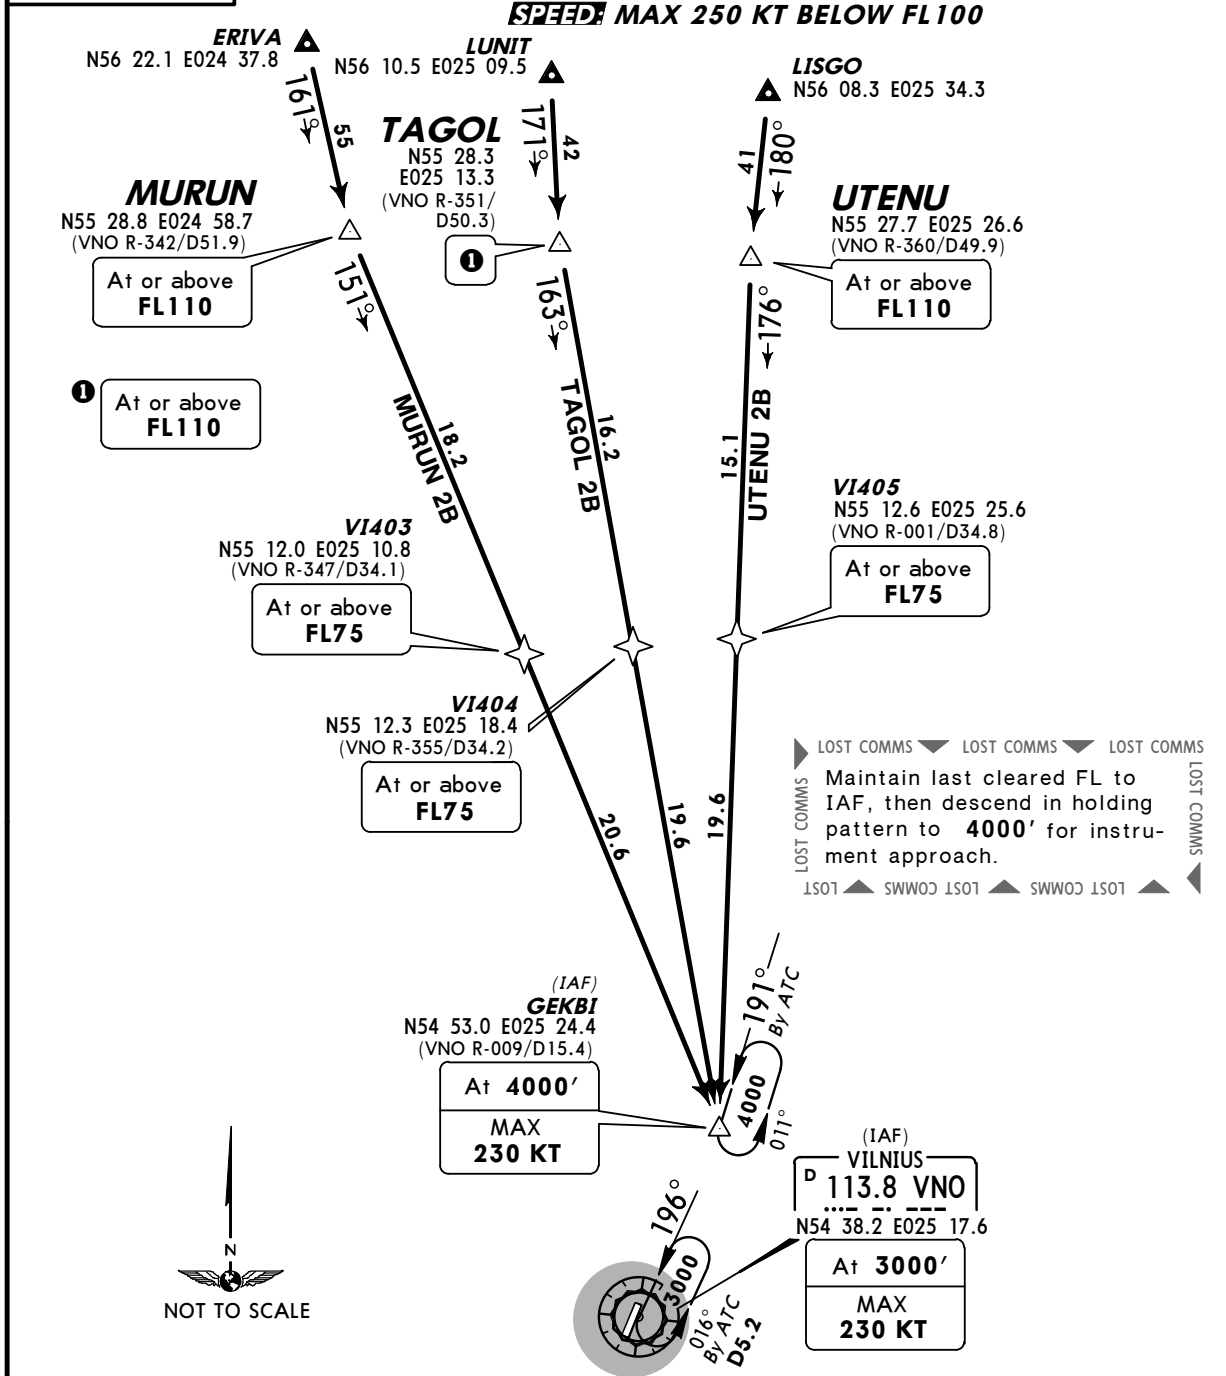 SPEED: MAX 250 KT BELOW FL100
ERIVA
N56 22.1 E024 37.8
LUNIT
N56 10.5 E025 09.5
LISGO
N56 08.3 E025 34.3
161°
55
171°
42
41
180°
TAGOL
N55 28.3
E025 13.3
(VNO R-351/
D50.3)
1
MURUN
N55 28.8 E024 58.7
(VNO R-342/D51.9)
At or above
FL110
UTENU
N55 27.7 E025 26.6
(VNO R-360/D49.9)
At or above
FL110
151°
163°
176°
1 At or above
FL110
MURUN 2B
18.2
TAGOL 2B
16.2
15.1
UTENU 2B
VI403
N55 12.0 E025 10.8
(VNO R-347/D34.1)
At or above
FL75
VI405
N55 12.6 E025 25.6
(VNO R-001/D34.8)
At or above
FL75
VI404
N55 12.3 E025 18.4
(VNO R-355/D34.2)
At or above
FL75
20.6
19.6
19.6
LOST COMMS LOST COMMS LOST COMMS
LOST COMMS
Maintain last cleared FL to
IAF, then descend in holding
pattern to 4000' for instru-
ment approach.
LOST COMMS
LOST COMMS LOST COMMS LOST
(IAF)
GEKBI
N54 53.0 E025 24.4
(VNO R-009/D15.4)
At 4000'
MAX
230 KT
191°
By ATC
4000
011°
(IAF)
VILNIUS
D 113.8 VNO
N54 38.2 E025 17.6
At 3000'
MAX
230 KT
196°
3000
016°
By ATC
D5.2
N
NOT TO SCALE